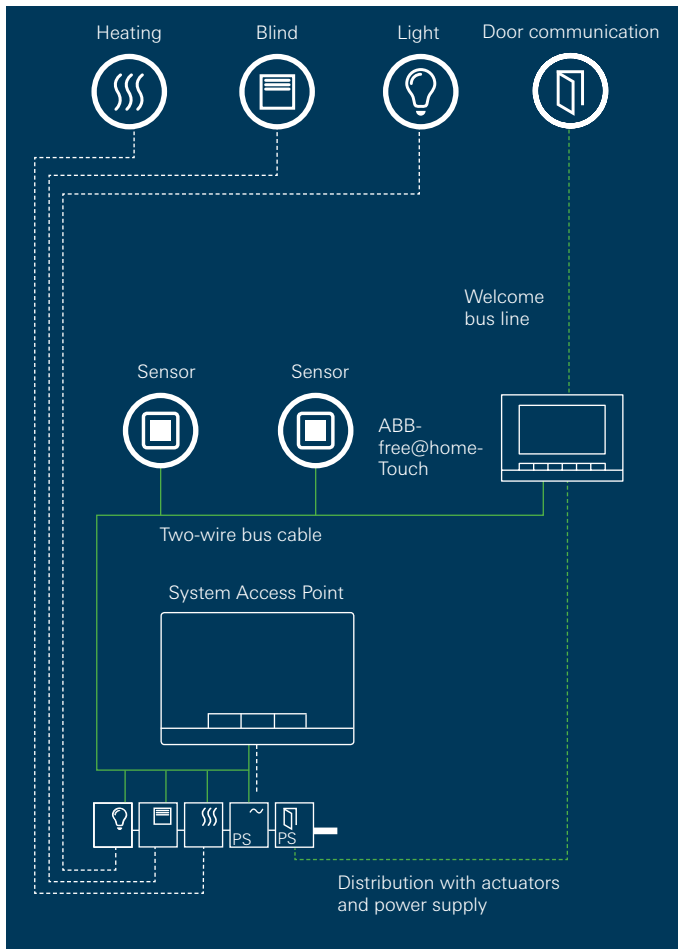 Heating
Blind
Light
Door communication
Welcome
bus line
Sensor
Sensor
ABB-
free@home-
Touch
Two-wire bus cable
System Access Point
PS
PS
Distribution with actuators
and power supply